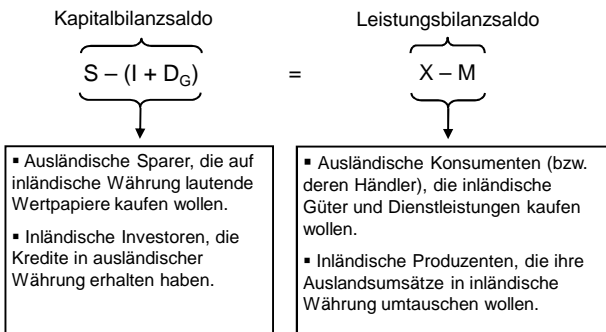 Kapitalbilanzsaldo
Leistungsbilanzsaldo
S – (I + D_G) = X – M
▪ Ausländische Sparer, die auf
inländische Währung lautende
Wertpapiere kaufen wollen.
▪ Inländische Investoren, die
Kredite in ausländischer
Währung erhalten haben.
▪ Ausländische Konsumenten (bzw.
deren Händler), die inländische
Güter und Dienstleistungen kaufen
wollen.
▪ Inländische Produzenten, die ihre
Auslandsumsätze in inländische
Währung umtauschen wollen.